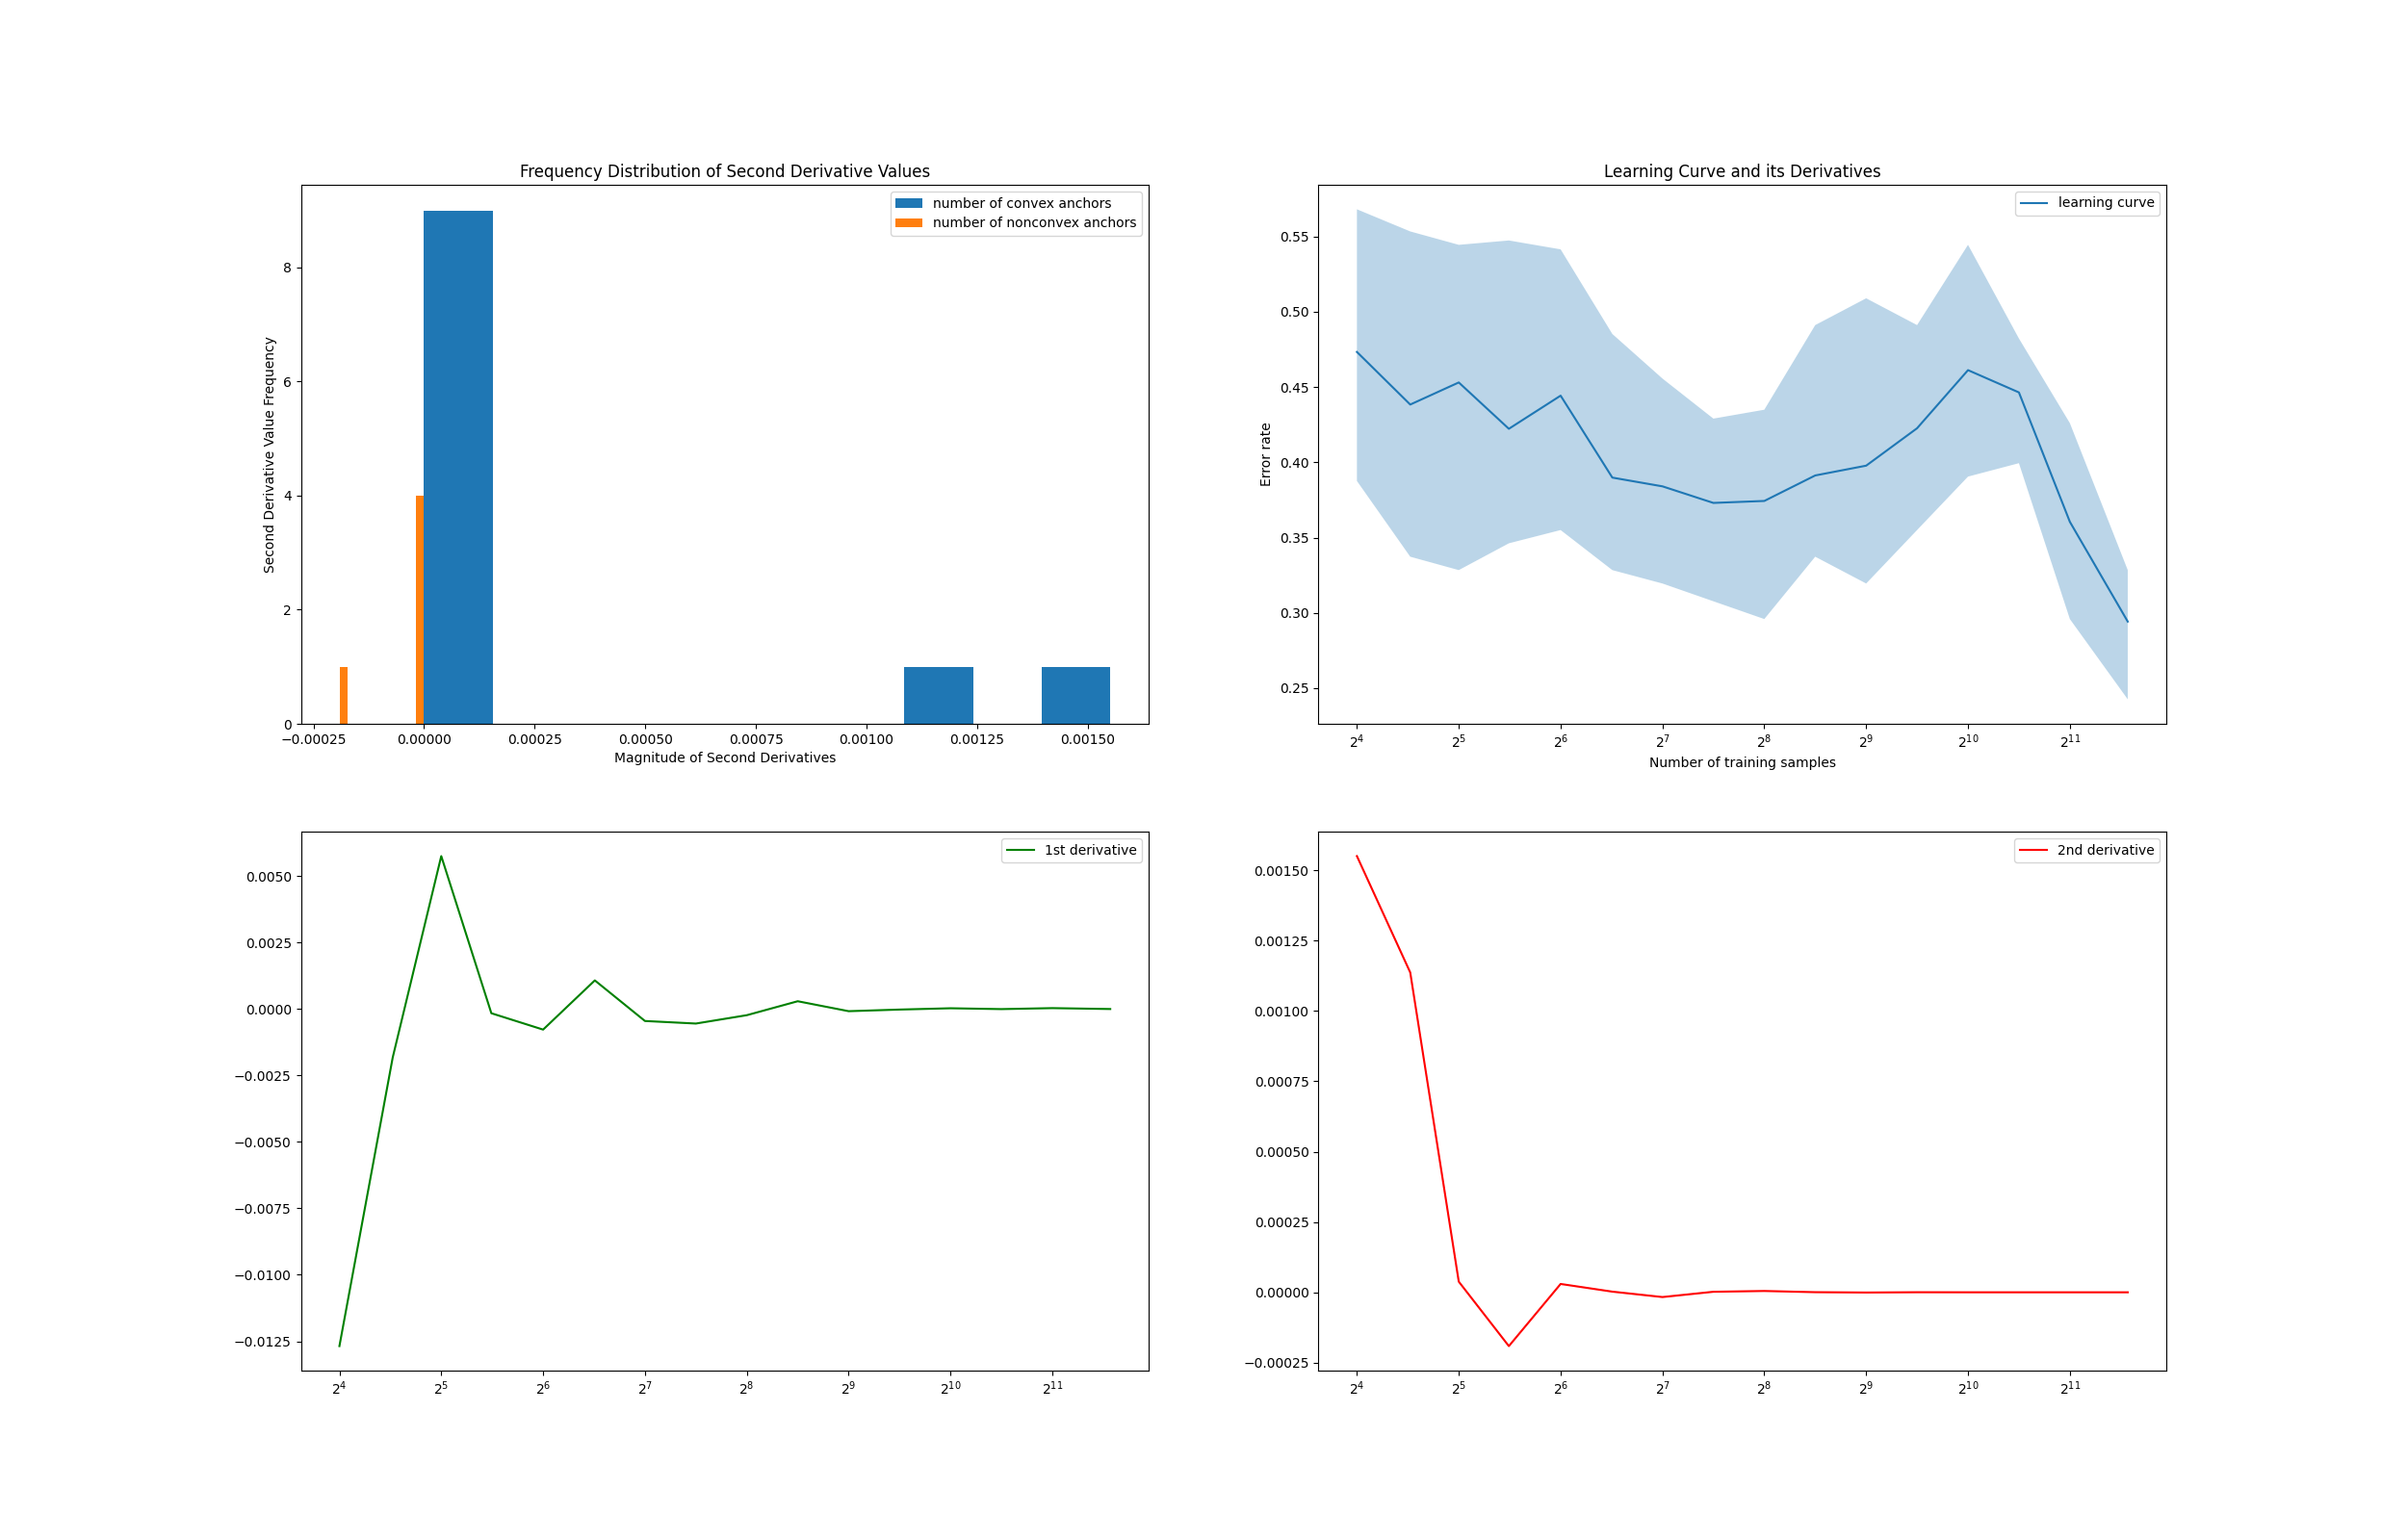 Frequency Distribution of Second Derivative Values
number of convex anchors
number of nonconvex anchors
8
6
4
2
0
Second Derivative Value Frequency
−0.00025 0.00000 0.00025 0.00050 0.00075 0.00100 0.00125 0.00150
Magnitude of Second Derivatives
Learning Curve and its Derivatives
learning curve
0.55
0.50
0.45
0.40
0.35
0.30
0.25
Error rate
2⁴ 2⁵ 2⁶ 2⁷ 2⁸ 2⁹ 2¹⁰ 2¹¹
Number of training samples
1st derivative
0.0050
0.0025
0.0000
−0.0025
−0.0050
−0.0075
−0.0100
−0.0125
2⁴ 2⁵ 2⁶ 2⁷ 2⁸ 2⁹ 2¹⁰ 2¹¹
2nd derivative
0.00150
0.00125
0.00100
0.00075
0.00050
0.00025
0.00000
−0.00025
2⁴ 2⁵ 2⁶ 2⁷ 2⁸ 2⁹ 2¹⁰ 2¹¹